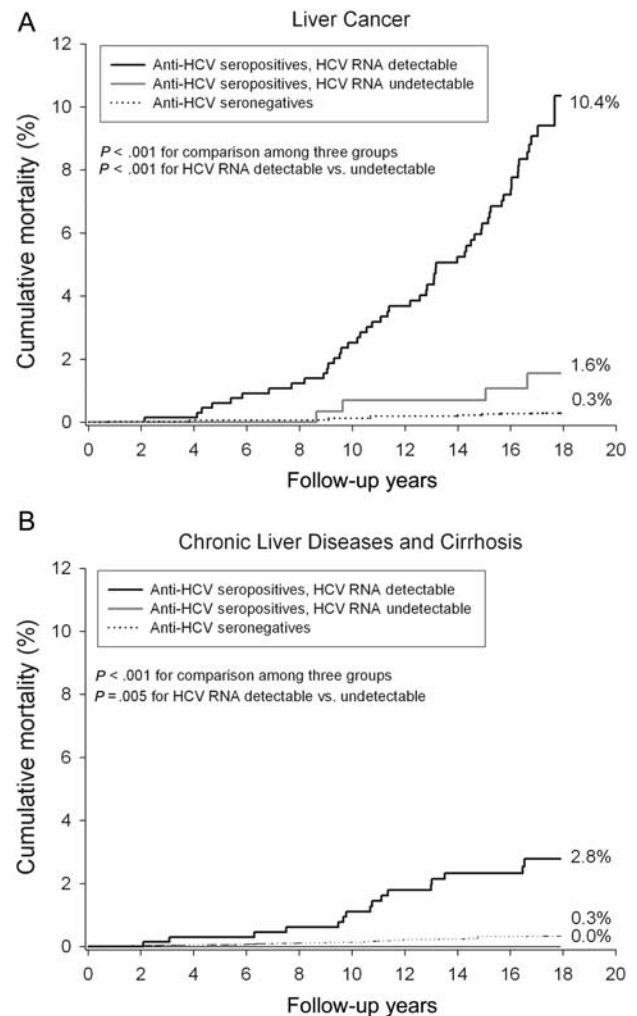 A
Liver Cancer
12
10
8
6
4
2
0
Cumulative mortality (%)
Anti-HCV seropositives, HCV RNA detectable
Anti-HCV seropositives, HCV RNA undetectable
Anti-HCV seronegatives
P < .001 for comparison among three groups
P < .001 for HCV RNA detectable vs. undetectable
10.4%
1.6%
0.3%
0 2 4 6 8 10 12 14 16 18 20
Follow-up years
B
Chronic Liver Diseases and Cirrhosis
12
10
8
6
4
2
0
Cumulative mortality (%)
Anti-HCV seropositives, HCV RNA detectable
Anti-HCV seropositives, HCV RNA undetectable
Anti-HCV seronegatives
P < .001 for comparison among three groups
P = .005 for HCV RNA detectable vs. undetectable
2.8%
0.3%
0.0%
0 2 4 6 8 10 12 14 16 18 20
Follow-up years